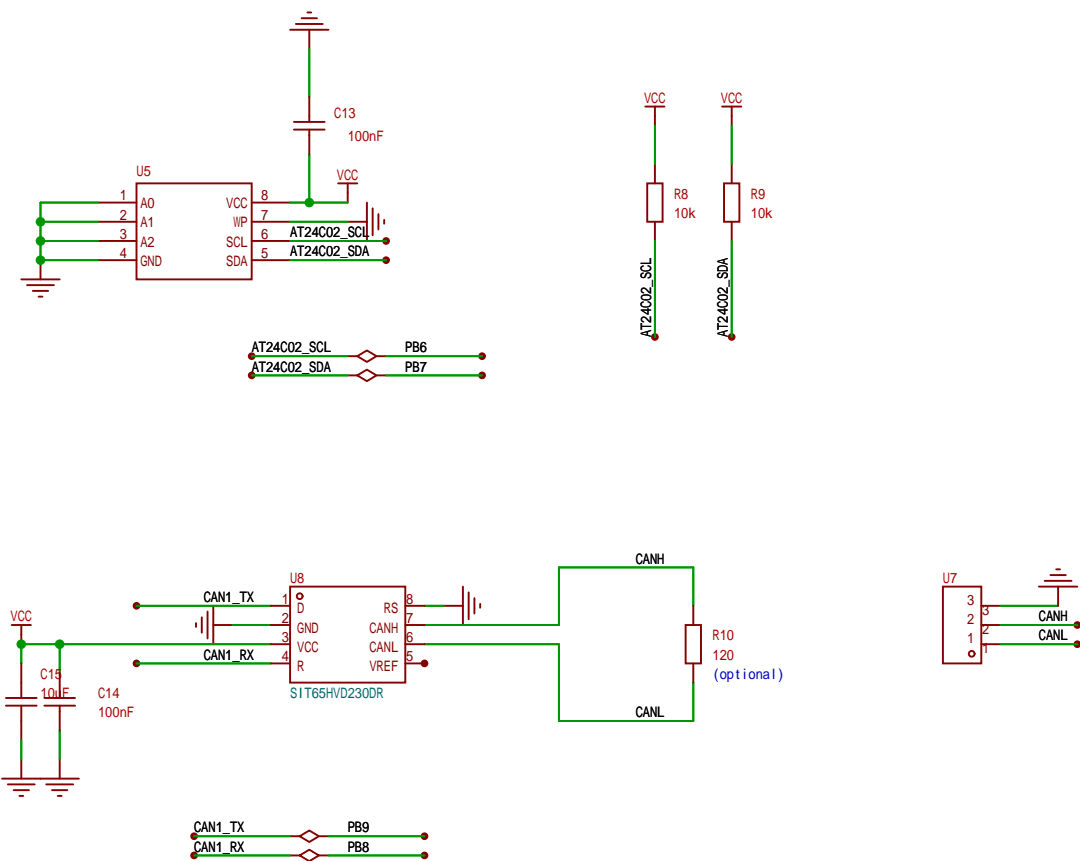 C13
100nF
VCC
U5
1
A0
2
A1
3
A2
4
GND
VCC
8
WP
7
SCL
6
SDA
5
AT24C02_SCL
AT24C02_SDA
VCC
VCC
R8
10k
R9
10k
AT24C02_SCL
AT24C02_SDA
AT24C02_SCL
PB6
AT24C02_SDA
PB7
U8
CAN1_TX
1
D
2
GND
3
VCC
CAN1_RX
4
R
RS
8
CANH
7
CANL
6
VREF
5
SIT65HVD230DR
VCC
C15
10uF
C14
100nF
CANH
R10
120
(optional)
CANL
U7
3
3
2
2
1
1
CANH
CANL
CAN1_TX
PB9
CAN1_RX
PB8